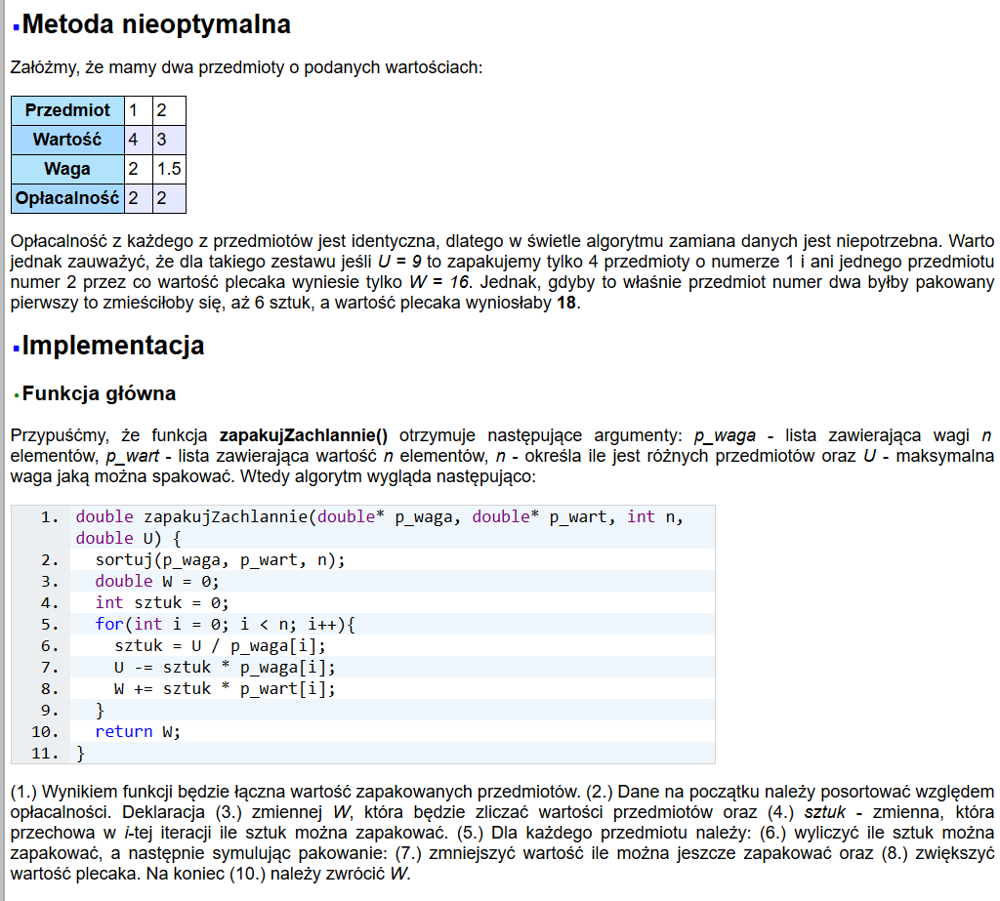 Metoda nieoptymalna
Załóżmy, że mamy dwa przedmioty o podanych wartościach:
Przedmiot 1 2
Wartość 4 3
Waga 2 1.5
Opłacalność 2 2
Opłacalność z każdego z przedmiotów jest identyczna, dlatego w świetle algorytmu zamiana danych jest niepotrzebna. Warto
jednak zauważyć, że dla takiego zestawu jeśli U = 9 to zapakujemy tylko 4 przedmioty o numerze 1 i ani jednego przedmiotu
numer 2 przez co wartość plecaka wyniesie tylko W = 16. Jednak, gdyby to właśnie przedmiot numer dwa byłby pakowany
pierwszy to zmieściłoby się, aż 6 sztuk, a wartość plecaka wyniosłaby 18.
Implementacja
Funkcja główna
Przypuśćmy, że funkcja zapakujZachlannie() otrzymuje następujące argumenty: p_waga - lista zawierająca wagi n
elementów, p_wart - lista zawierająca wartość n elementów, n - określa ile jest różnych przedmiotów oraz U - maksymalna
waga jaką można spakować. Wtedy algorytm wygląda następująco:
1. double zapakujZachlannie(double* p_waga, double* p_wart, int n,
double U) {
2. sortuj(p_waga, p_wart, n);
3. double W = 0;
4. int sztuk = 0;
5. for(int i = 0; i < n; i++){
6. sztuk = U / p_waga[i];
7. U -= sztuk * p_waga[i];
8. W += sztuk * p_wart[i];
9. }
10. return W;
11. }
(1.) Wynikiem funkcji będzie łączna wartość zapakowanych przedmiotów. (2.) Dane na początku należy posortować względem
opłacalności. Deklaracja (3.) zmiennej W, która będzie zliczać wartości przedmiotów oraz (4.) sztuk - zmienna, która
przechowa w i-tej iteracji ile sztuk można zapakować. (5.) Dla każdego przedmiotu należy: (6.) wyliczyć ile sztuk można
zapakować, a następnie symulując pakowanie: (7.) zmniejszyć wartość ile można jeszcze zapakować oraz (8.) zwiększyć
wartość plecaka. Na koniec (10.) należy zwrócić W.